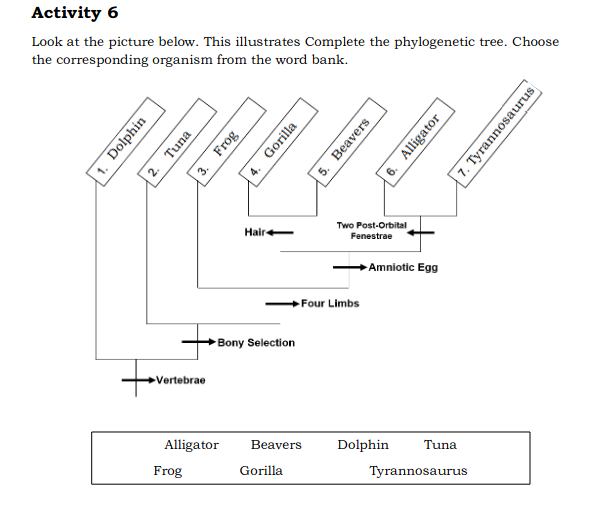 Activity 6
Look at the picture below. This illustrates Complete the phylogenetic tree. Choose
the corresponding organism from the word bank.
1. Dolphin
2. Tuna
3. Frog
4. Gorilla
5. Beavers
6. Alligator
7. Tyrannosaurus
Hair
Two Post-Orbital
Fenestrae
Amniotic Egg
Four Limbs
Bony Selection
Vertebrae
Alligator Beavers Dolphin Tuna
Frog Gorilla Tyrannosaurus